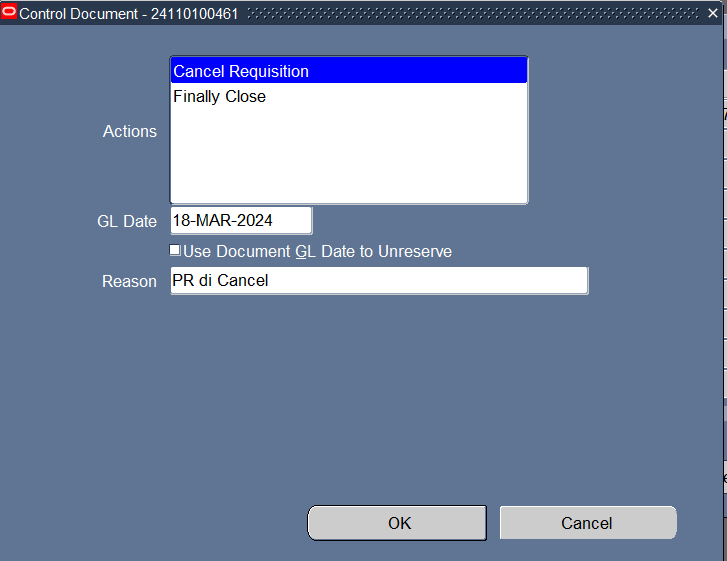 Control Document - 24110100461
Cancel Requisition
Finally Close
Actions
GL Date 18-MAR-2024
Use Document GL Date to Unreserve
Reason PR di Cancel
OK Cancel